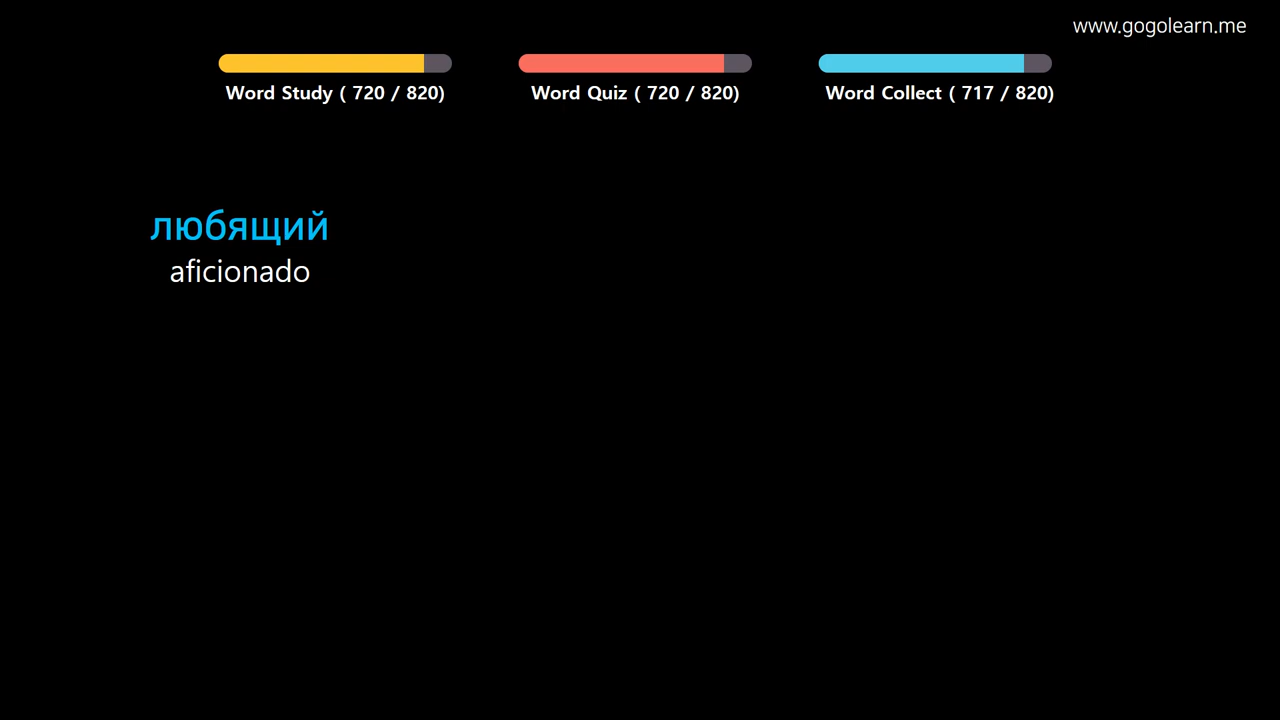 www.gogolearn.me
Word Study ( 720 / 820)
Word Quiz ( 720 / 820)
Word Collect ( 717 / 820)
любящий
aficionado